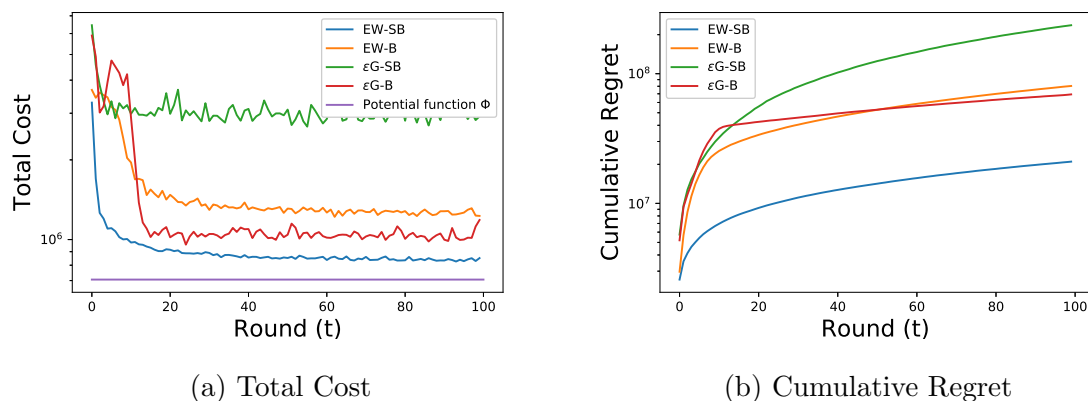 Total Cost
10^6
0
20
40
60
80
100
Round (t)
EW-SB
EW-B
εG-SB
εG-B
Potential function Φ
(a) Total Cost
Cumulative Regret
10^8
10^7
0
20
40
60
80
100
Round (t)
EW-SB
EW-B
εG-SB
εG-B
(b) Cumulative Regret